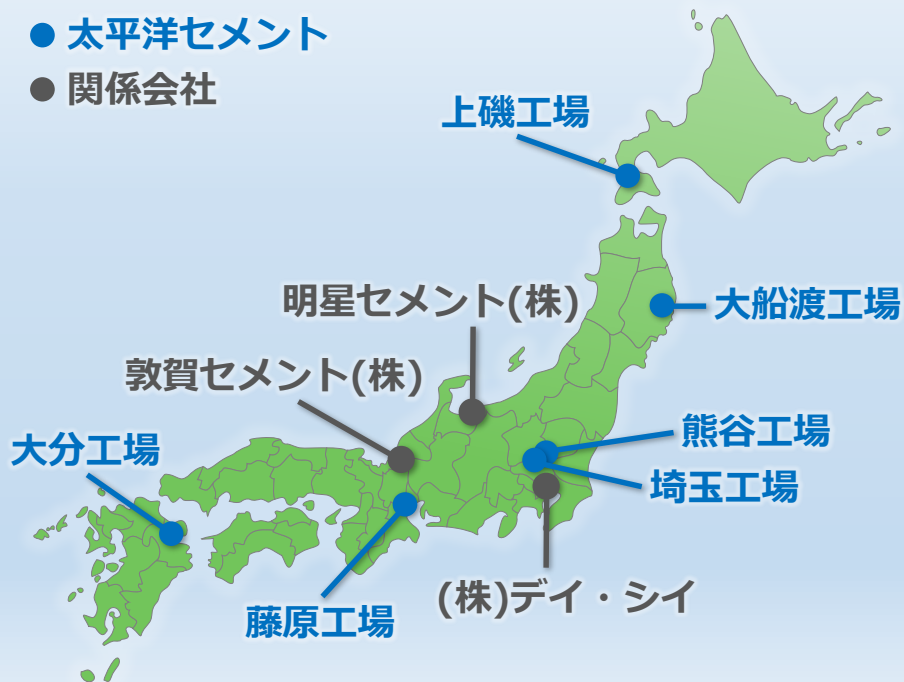 太平洋セメント
関係会社
上磯工場
明星セメント(株)
大船渡工場
敦賀セメント(株)
大分工場
熊谷工場
埼玉工場
(株)デイ・シイ
藤原工場